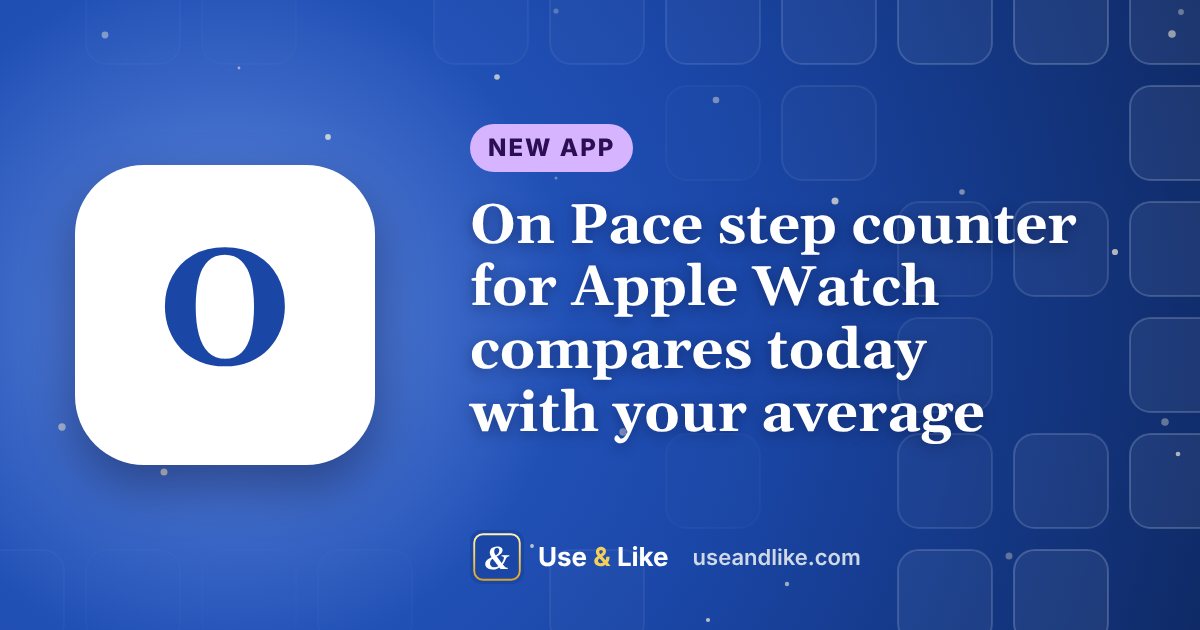 NEW APP
O
On Pace step counter
for Apple Watch
compares today
with your average
& Use & Like useandlike.com